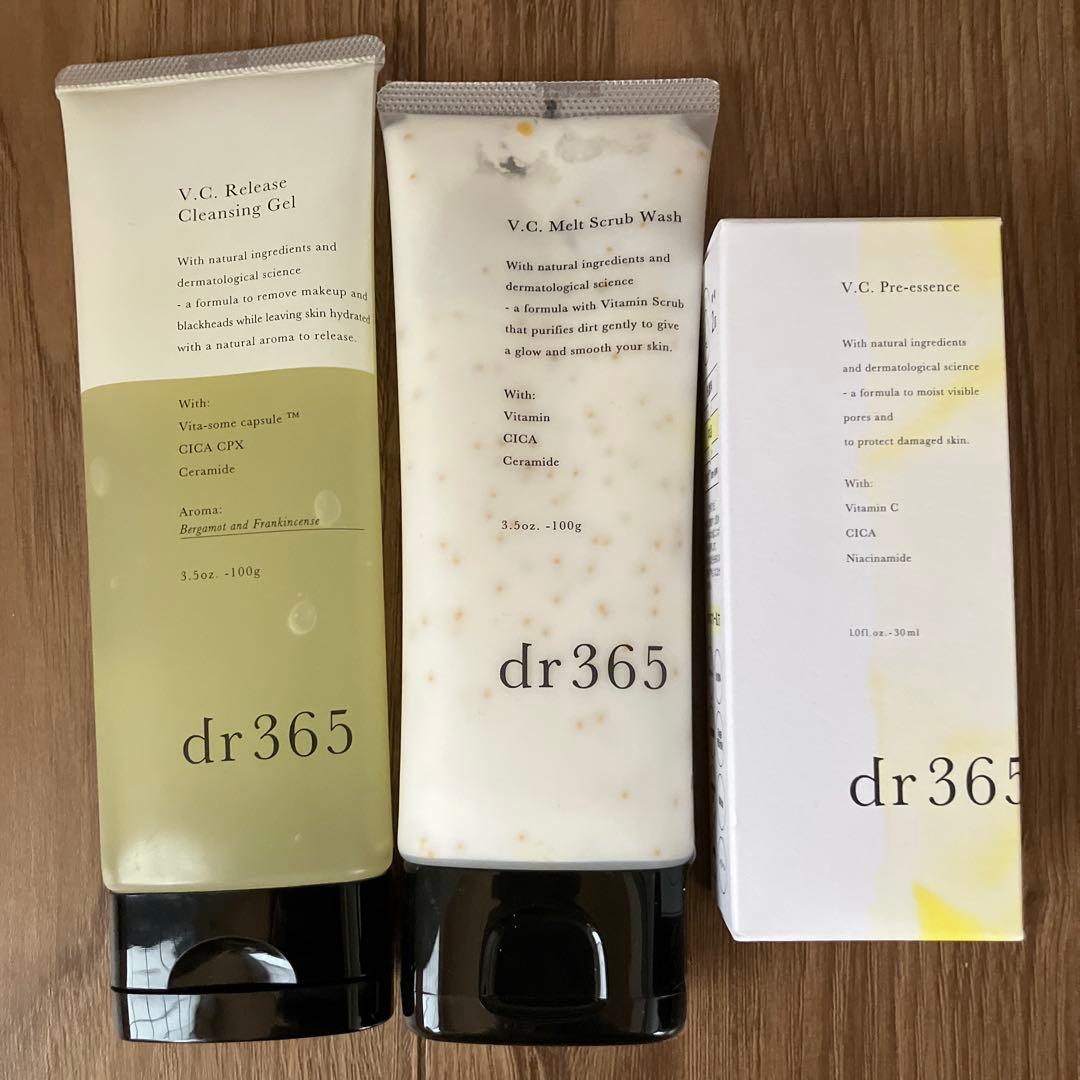 V.C. Release
Cleansing Gel
With natural ingredients and
dermatological science
- a formula to remove makeup and
blackheads while leaving skin hydrated
with a natural aroma to release.
With:
Vita-some capsule ™
CICA CPX
Ceramide
Aroma:
Bergamot and Frankincense
3.5oz. -100g
dr365
V.C. Melt Scrub Wash
With natural ingredients and
dermatological science
- a formula with Vitamin Scrub
that purifies dirt gently to give
a glow and smooth your skin.
With:
Vitamin
CICA
Ceramide
3.5oz. -100g
dr365
V.C. Pre-essence
With natural ingredients
and dermatological science
- a formula to moist visible
pores and
to protect damaged skin.
With:
Vitamin C
CICA
Niacinamide
1.0fl.oz.-30ml
dr365